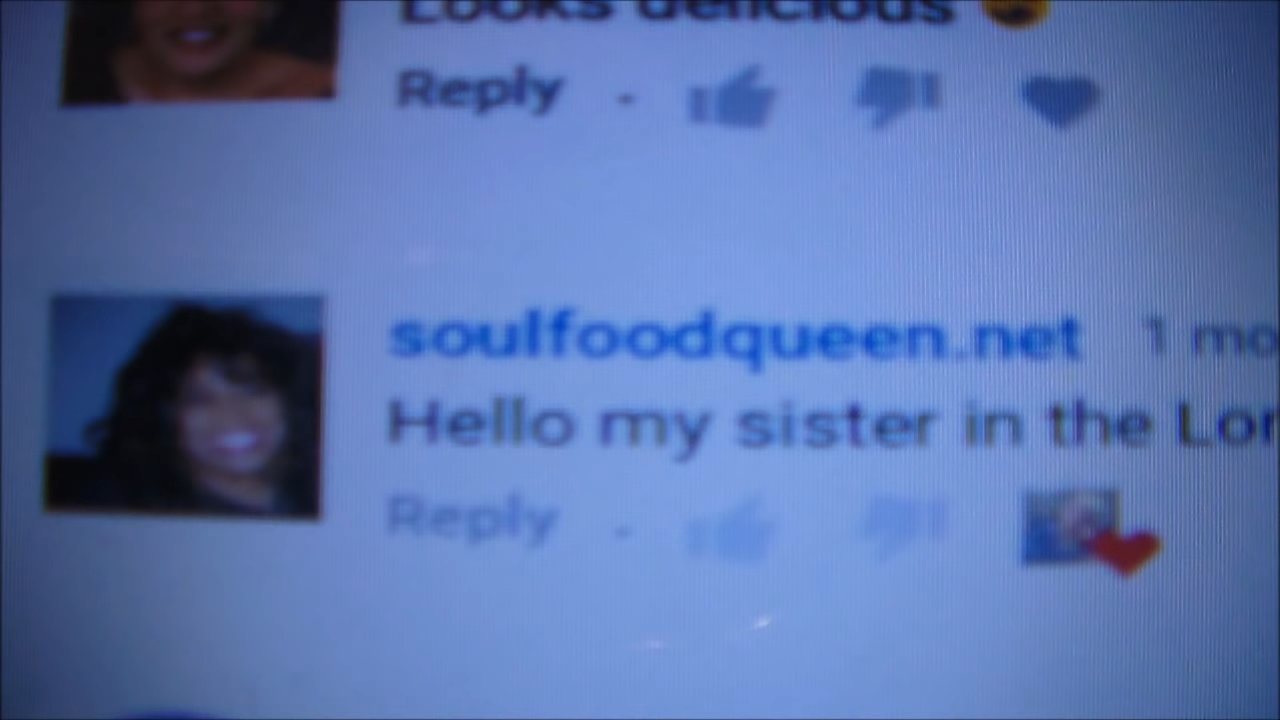 Looks delicious
Reply
soulfoodqueen.net 1 mo
Hello my sister in the Lor
Reply